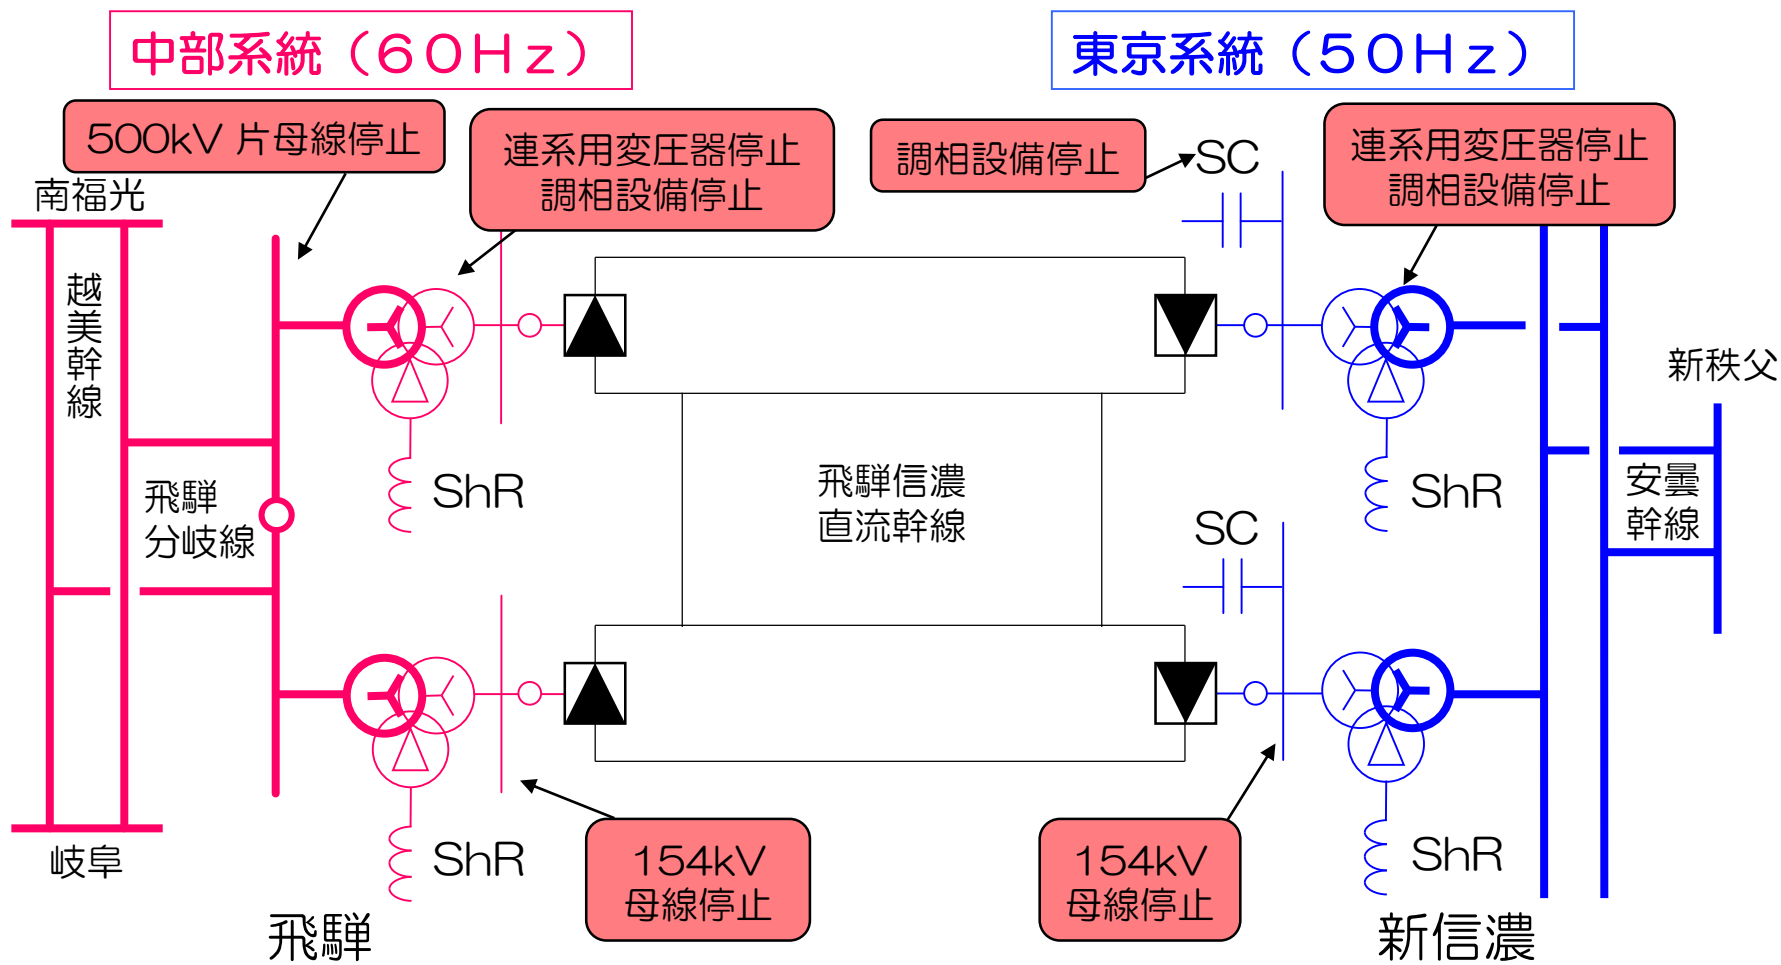 中部系統（60Hz）
東京系統（50Hz）
500kV 片母線停止
連系用変圧器停止
調相設備停止
調相設備停止
SC
連系用変圧器停止
調相設備停止
南福光
越美幹線
新秩父
飛騨
分岐線
ShR
飛騨信濃
直流幹線
ShR
安曇
幹線
SC
岐阜
ShR
154kV
母線停止
154kV
母線停止
ShR
飛騨
新信濃